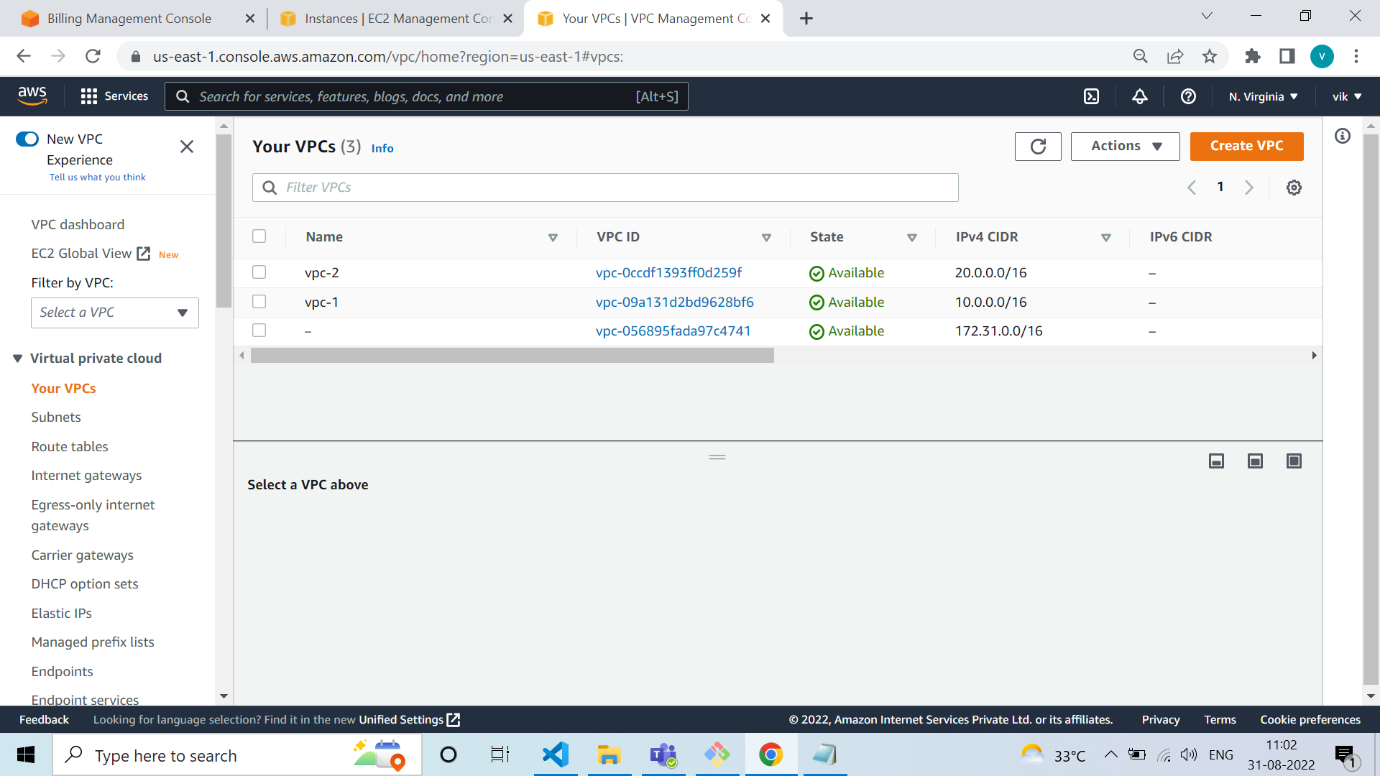 Billing Management Console
Instances | EC2 Management Co
Your VPCs | VPC Management Co
us-east-1.console.aws.amazon.com/vpc/home?region=us-east-1#vpcs:
V
aws
Services
Search for services, features, blogs, docs, and more
[Alt+S]
N. Virginia
vik
New VPC
Experience
Tell us what you think
VPC dashboard
EC2 Global View New
Filter by VPC:
Select a VPC
Virtual private cloud
Your VPCs
Subnets
Route tables
Internet gateways
Egress-only internet
gateways
Carrier gateways
DHCP option sets
Elastic IPs
Managed prefix lists
Endpoints
Endpoint services
Your VPCs (3) Info
Actions
Create VPC
Filter VPCs
1
Name VPC ID State IPv4 CIDR IPv6 CIDR
vpc-2 vpc-0ccdf1393ff0d259f Available 20.0.0.0/16 –
vpc-1 vpc-09a131d2bd9628bf6 Available 10.0.0.0/16 –
– vpc-056895fada97c4741 Available 172.31.0.0/16 –
Select a VPC above
Feedback Looking for language selection? Find it in the new Unified Settings
© 2022, Amazon Internet Services Private Ltd. or its affiliates. Privacy Terms Cookie preferences
Type here to search
33°C
ENG
11:02
31-08-2022
1